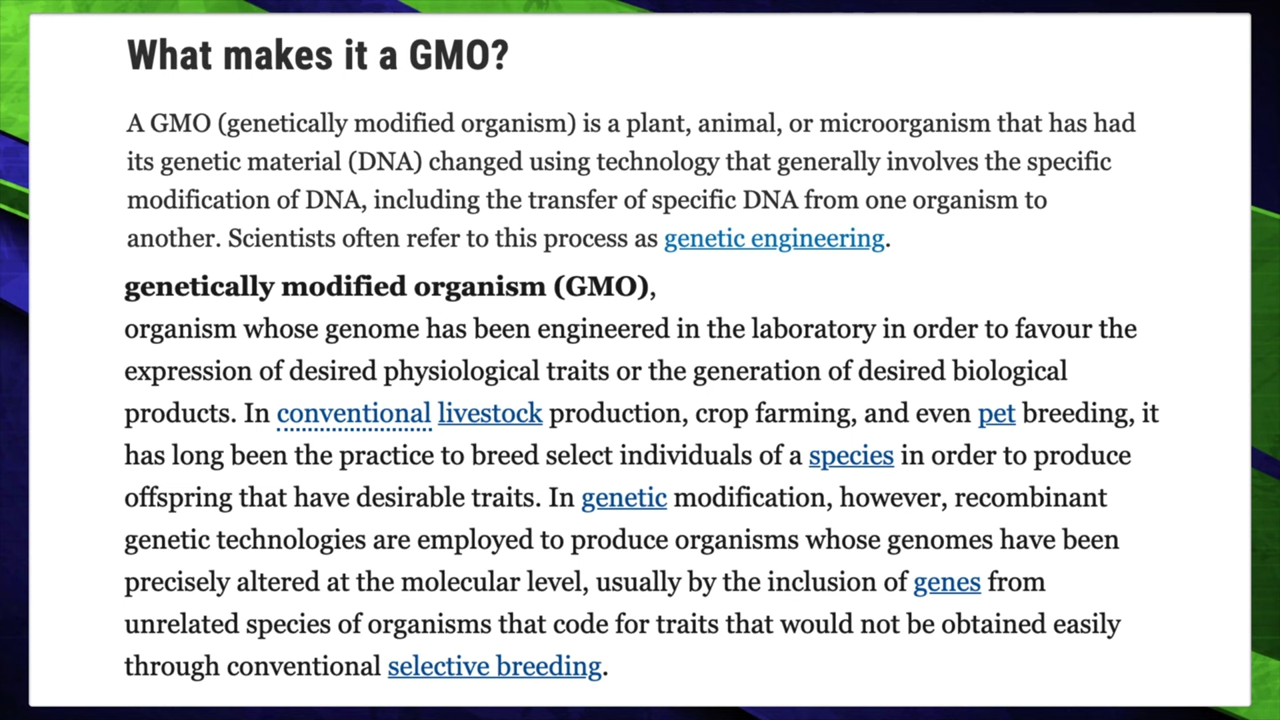 What makes it a GMO?
A GMO (genetically modified organism) is a plant, animal, or microorganism that has had
its genetic material (DNA) changed using technology that generally involves the specific
modification of DNA, including the transfer of specific DNA from one organism to
another. Scientists often refer to this process as genetic engineering.
genetically modified organism (GMO),
organism whose genome has been engineered in the laboratory in order to favour the
expression of desired physiological traits or the generation of desired biological
products. In conventional livestock production, crop farming, and even pet breeding, it
has long been the practice to breed select individuals of a species in order to produce
offspring that have desirable traits. In genetic modification, however, recombinant
genetic technologies are employed to produce organisms whose genomes have been
precisely altered at the molecular level, usually by the inclusion of genes from
unrelated species of organisms that code for traits that would not be obtained easily
through conventional selective breeding.